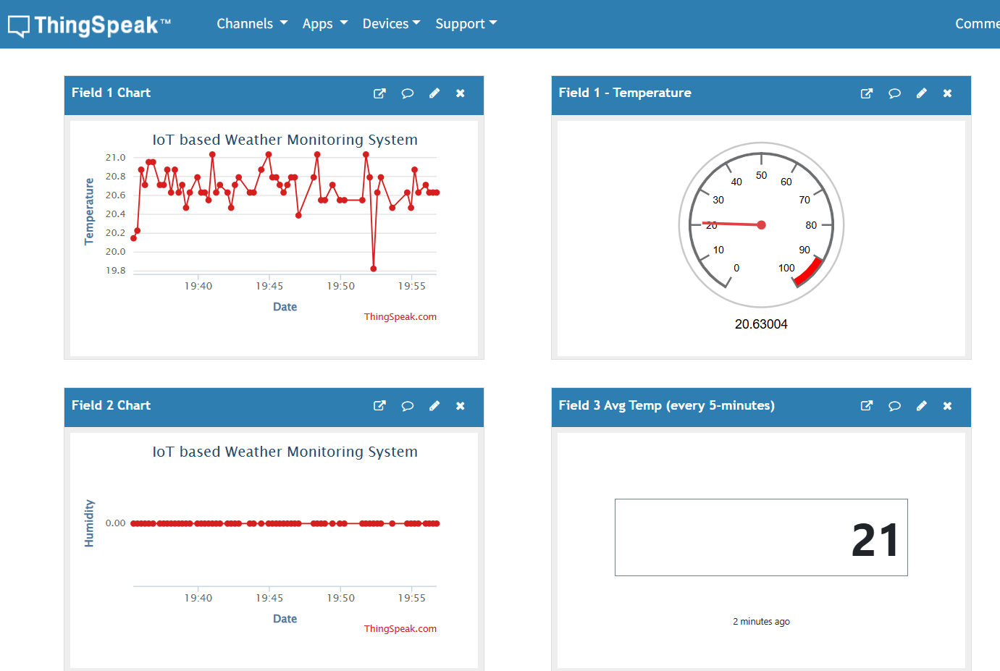 ThingSpeak™ Channels Apps Devices Support Comme
Field 1 Chart
IoT based Weather Monitoring System
Temperature
21.0
20.8
20.6
20.4
20.2
20.0
19.8
19:40 19:45 19:50 19:55
Date
ThingSpeak.com
Field 1 - Temperature
0
10
20
30
40
50
60
70
80
90
100
20.63004
Field 2 Chart
IoT based Weather Monitoring System
Humidity
0.00
19:40 19:45 19:50 19:55
Date
ThingSpeak.com
Field 3 Avg Temp (every 5-minutes)
21
2 minutes ago